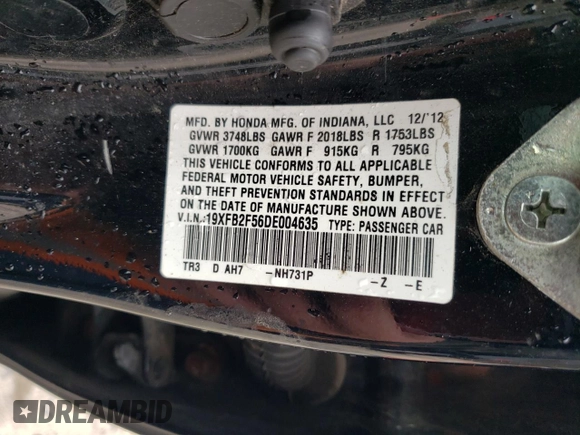 MFD. BY HONDA MFG. OF INDIANA, LLC 12/'12
GVWR 3748LBS GAWR F 2018LBS R 1753LBS
GVWR 1700KG GAWR F 915KG R 795KG
THIS VEHICLE CONFORMS TO ALL APPLICABLE
FEDERAL MOTOR VEHICLE SAFETY, BUMPER,
AND THEFT PREVENTION STANDARDS IN EFFECT
ON THE DATE OF MANUFACTURE SHOWN ABOVE.
V.I.N.:19XFB2F56DE004635 TYPE: PASSENGER CAR
TR3 D AH7 -NH731P -Z -E
DREAMBID